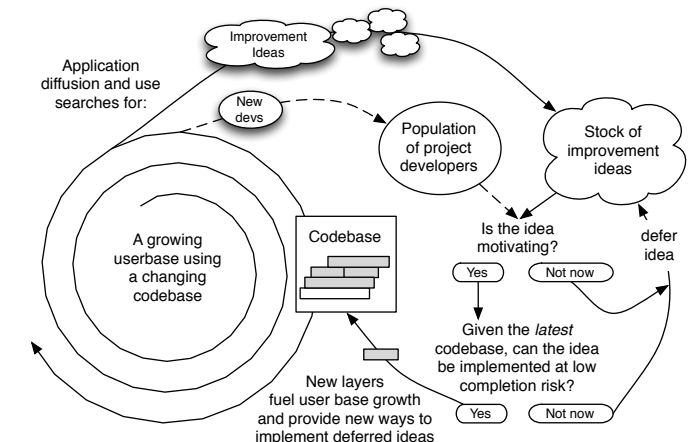 Improvement
Ideas
Application
diffusion and use
searches for:
New
devs
Population
of project
developers
Stock of
improvement
ideas
Is the idea
motivating?
defer
idea
Yes
Not now
A growing
userbase using
a changing
codebase
Codebase
Given the latest
codebase, can the idea
be implemented at low
completion risk?
Yes
Not now
New layers
fuel user base growth
and provide new ways to
implement deferred ideas